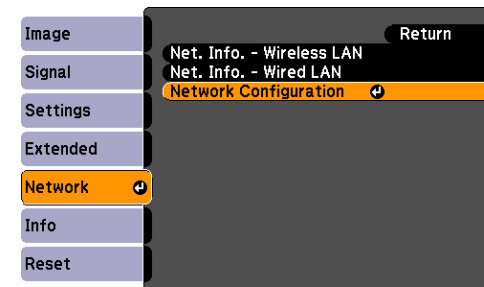 Image
Signal
Settings
Extended
Network
Info
Reset
Return
Net. Info. - Wireless LAN
Net. Info. - Wired LAN
Network Configuration